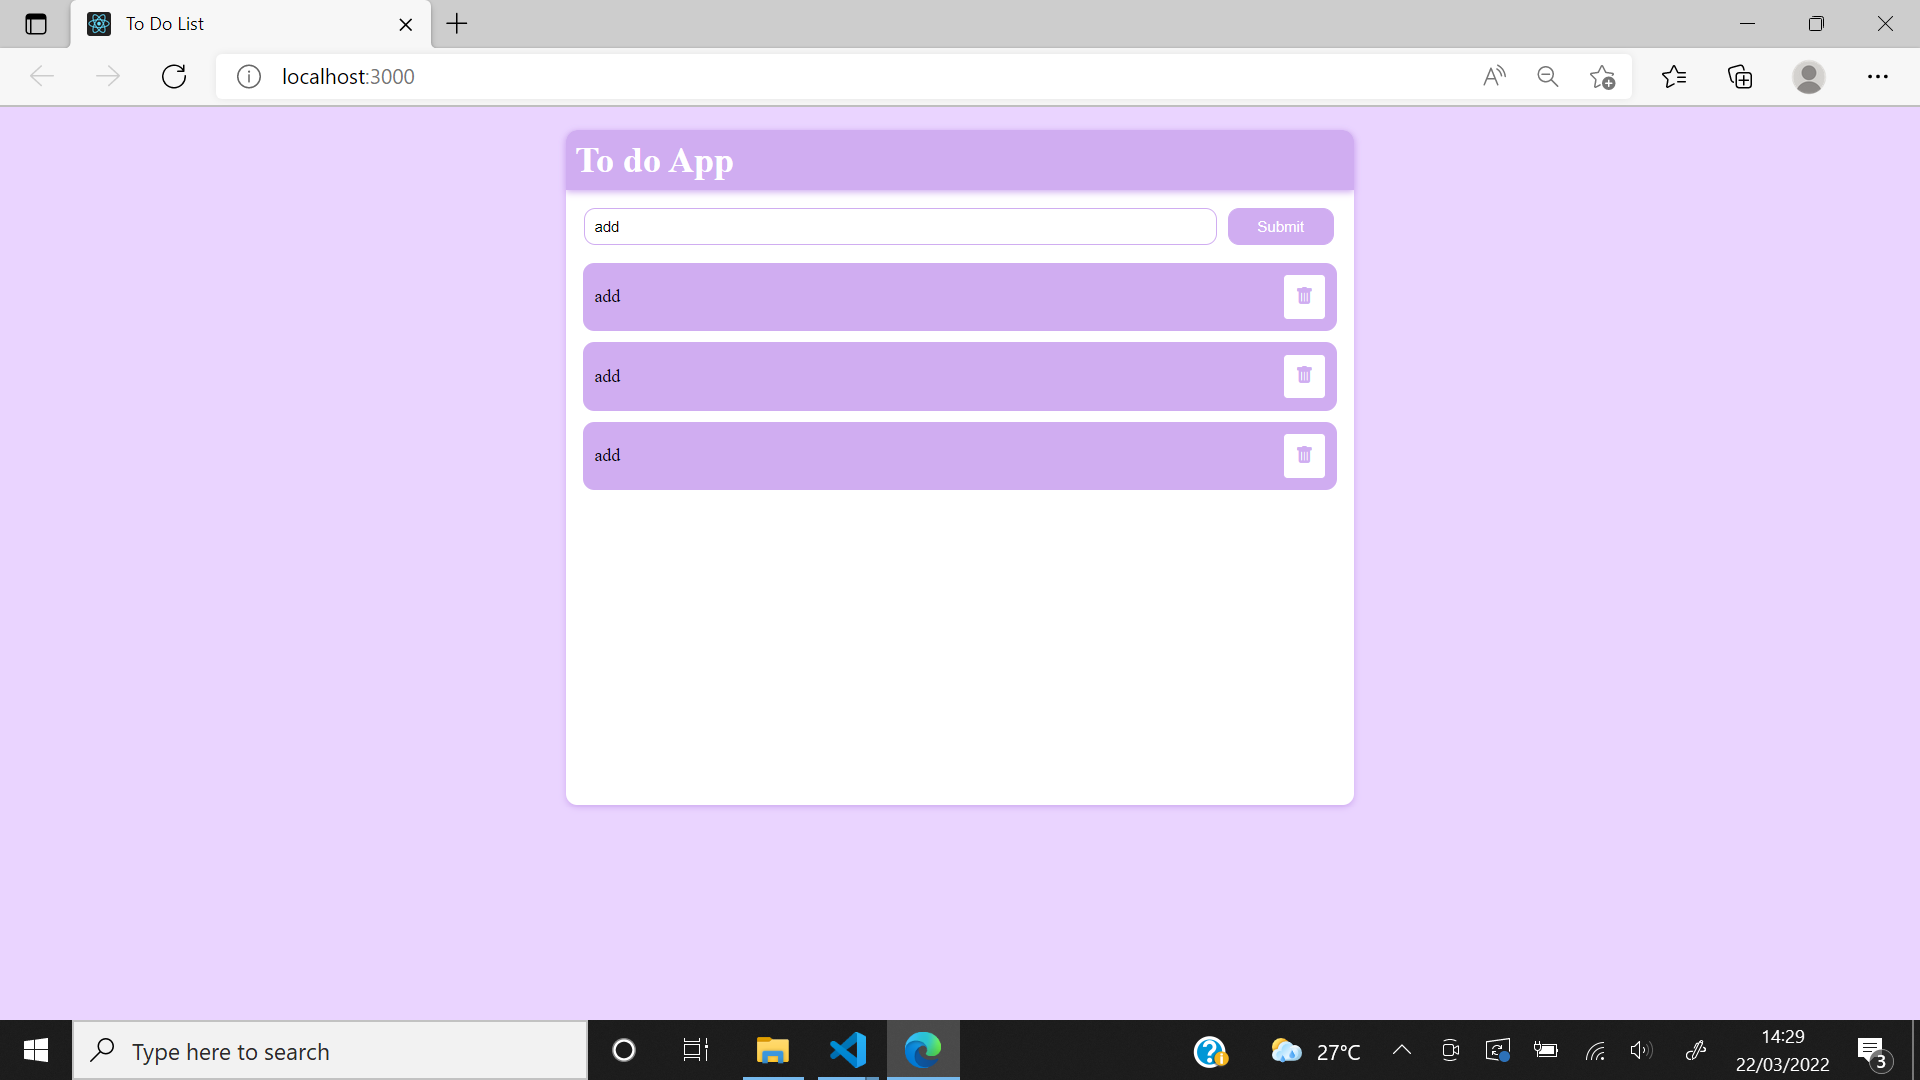 To Do List
localhost:3000
To do App
add
Submit
add
add
add
Type here to search
27°C
14:29
22/03/2022
3